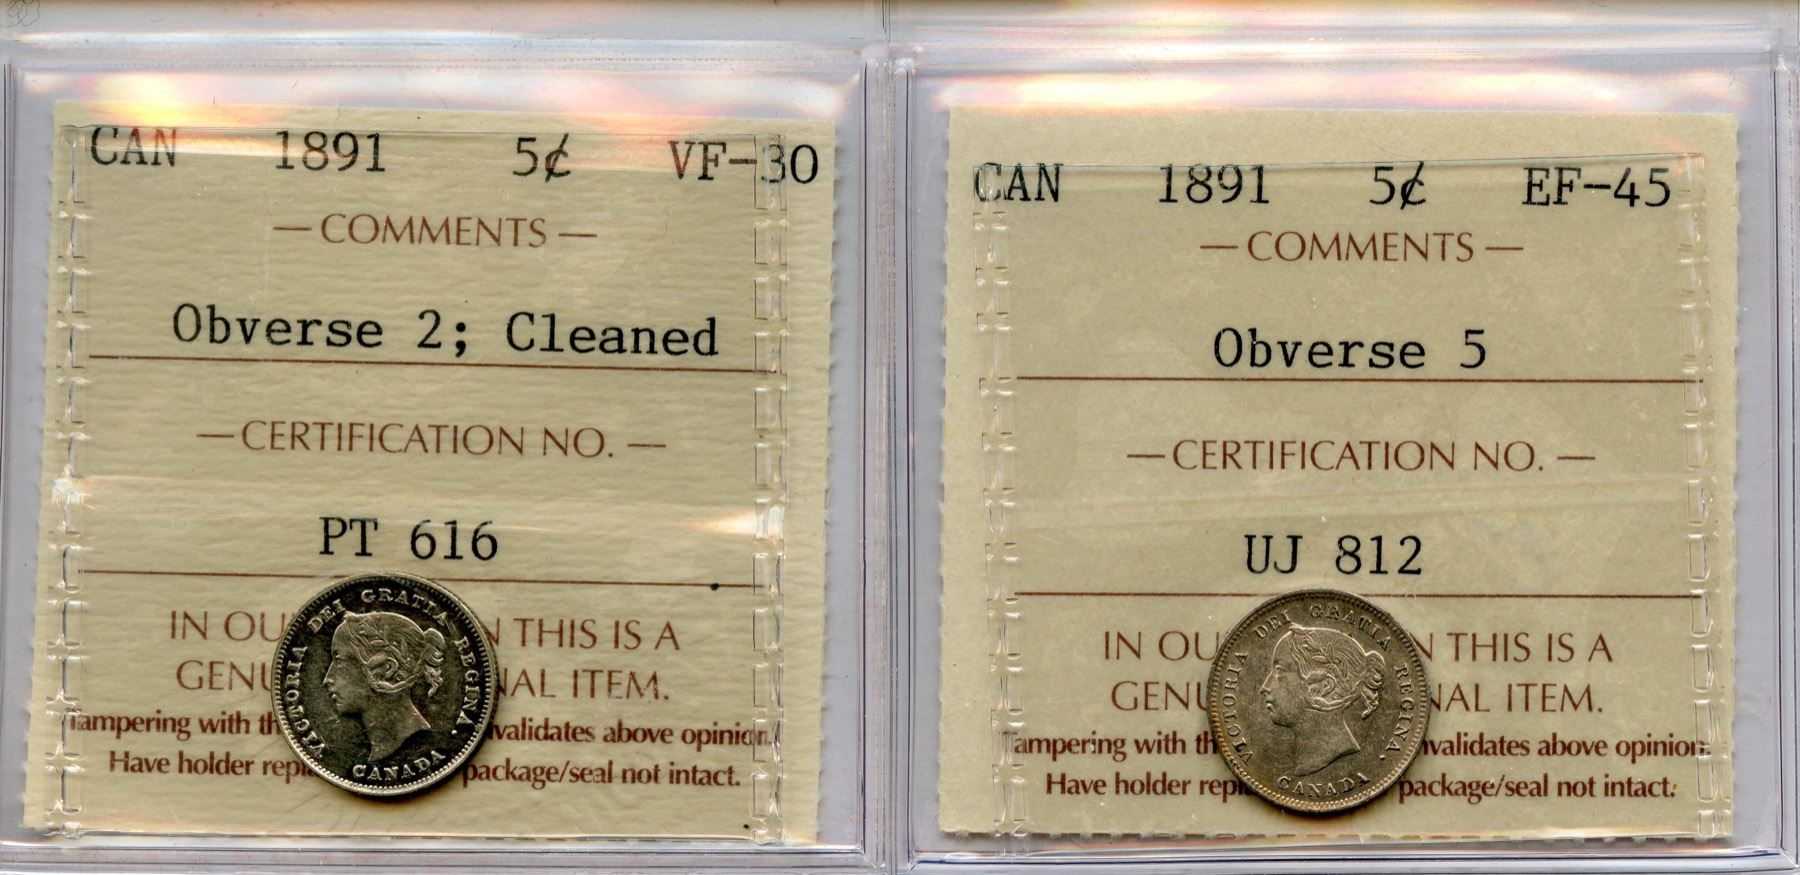 CAN 1891 5¢ VF-30
— COMMENTS —
Obverse 2; Cleaned
— CERTIFICATION NO. —
PT 616
IN OU N THIS IS A
GENU NAL ITEM.
Tampering with th nvalidates above opinion.
Have holder repl package/seal not intact.
VICTORIA DEI GRATIA REGINA.
CANADA
CAN 1891 5¢ EF-45
— COMMENTS —
Obverse 5
— CERTIFICATION NO. —
UJ 812
IN OU N THIS IS A
GENU NAL ITEM.
Tampering with th nvalidates above opinion.
Have holder repl package/seal not intact.
VICTORIA DEI GRATIA REGINA.
CANADA